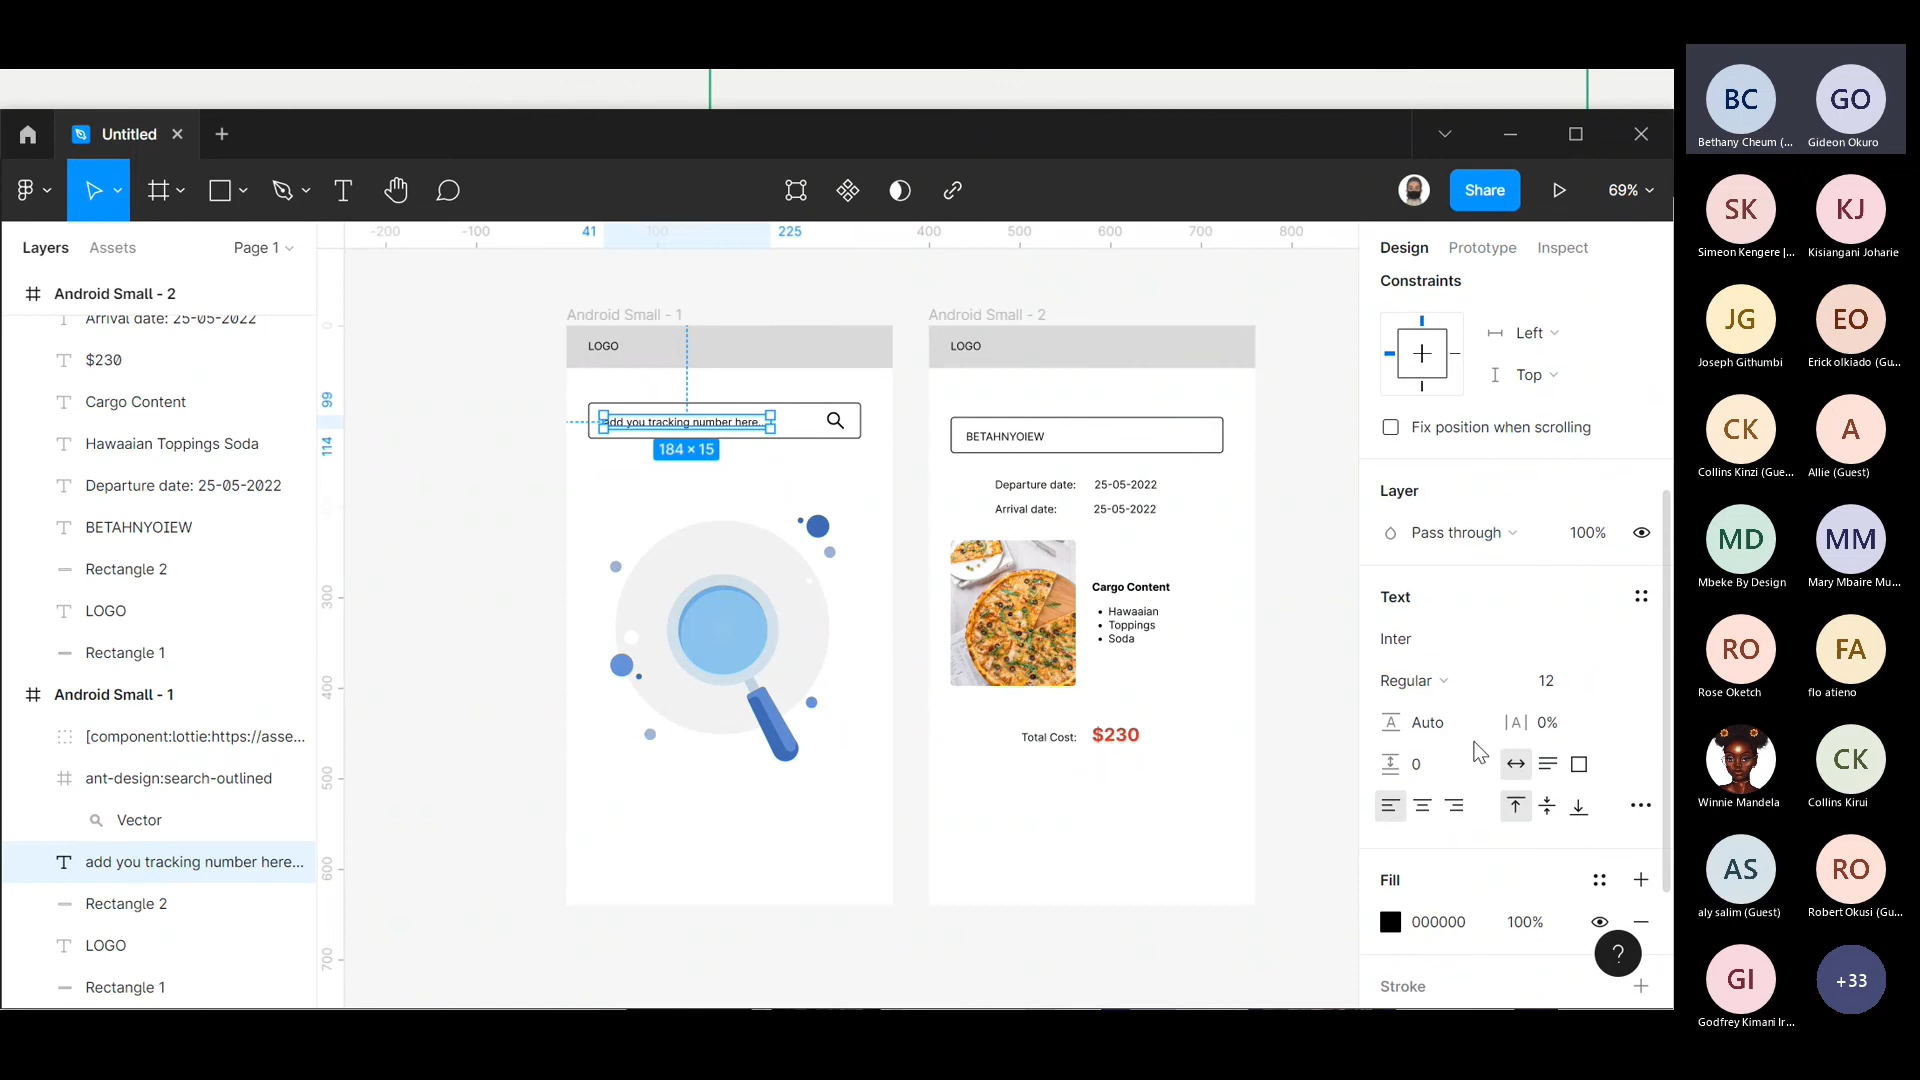 Untitled
Share
69%
Layers
Assets
Page 1
Android Small - 2
Arrival date: 25-05-2022
$230
Cargo Content
Hawaaian Toppings Soda
Departure date: 25-05-2022
BETAHNYOIEW
Rectangle 2
LOGO
Rectangle 1
Android Small - 1
[component:lottie:https://asse...
ant-design:search-outlined
Vector
add you tracking number here...
Rectangle 2
LOGO
Rectangle 1
-200
-100
41
100
225
400
500
600
700
800
0
99
114
300
400
500
600
700
Android Small - 1
LOGO
add you tracking number here...
184 × 15
Android Small - 2
LOGO
BETAHNYOIEW
Departure date: 25-05-2022
Arrival date: 25-05-2022
Cargo Content
• Hawaaian
• Toppings
• Soda
Total Cost: $230
Design
Prototype
Inspect
Constraints
Left
Top
Fix position when scrolling
Layer
Pass through
100%
Text
Inter
Regular
12
Auto
|A| 0%
0
Fill
000000
100%
?
Stroke
BC
Bethany Cheum (...
GO
Gideon Okuro
SK
Simeon Kengere |...
KJ
Kisiangani Joharie
JG
Joseph Githumbi
EO
Erick olkiado (Gu...
CK
Collins Kinzi (Gue...
A
Allie (Guest)
MD
Mbeke By Design
MM
Mary Mbaire Mu...
RO
Rose Oketch
FA
flo atieno
Winnie Mandela
CK
Collins Kirui
AS
aly salim (Guest)
RO
Robert Okusi (Gu...
GI
Godfrey Kimani Ir...
+33